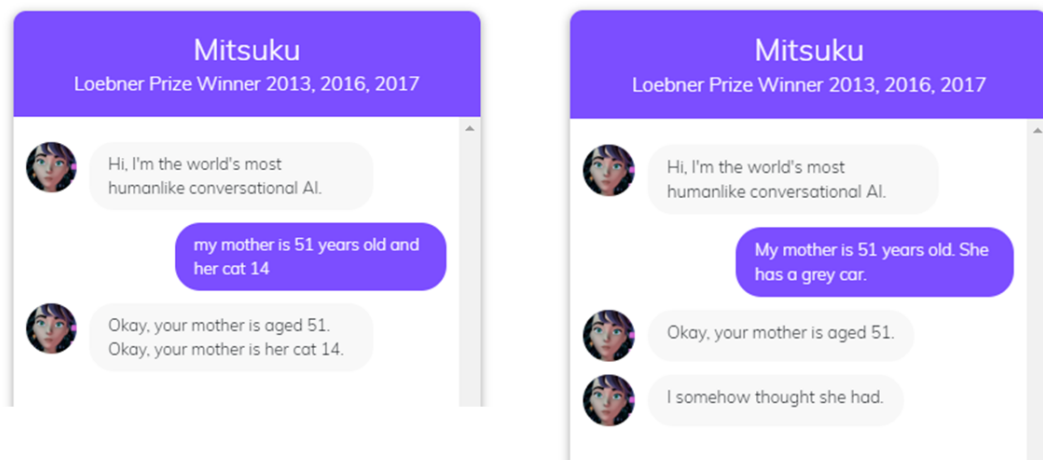 Mitsuku
Loebner Prize Winner 2013, 2016, 2017
Hi, I'm the world's most
humanlike conversational AI.
my mother is 51 years old and
her cat 14
Okay, your mother is aged 51.
Okay, your mother is her cat 14.
Mitsuku
Loebner Prize Winner 2013, 2016, 2017
Hi, I'm the world's most
humanlike conversational AI.
My mother is 51 years old. She
has a grey car.
Okay, your mother is aged 51.
I somehow thought she had.